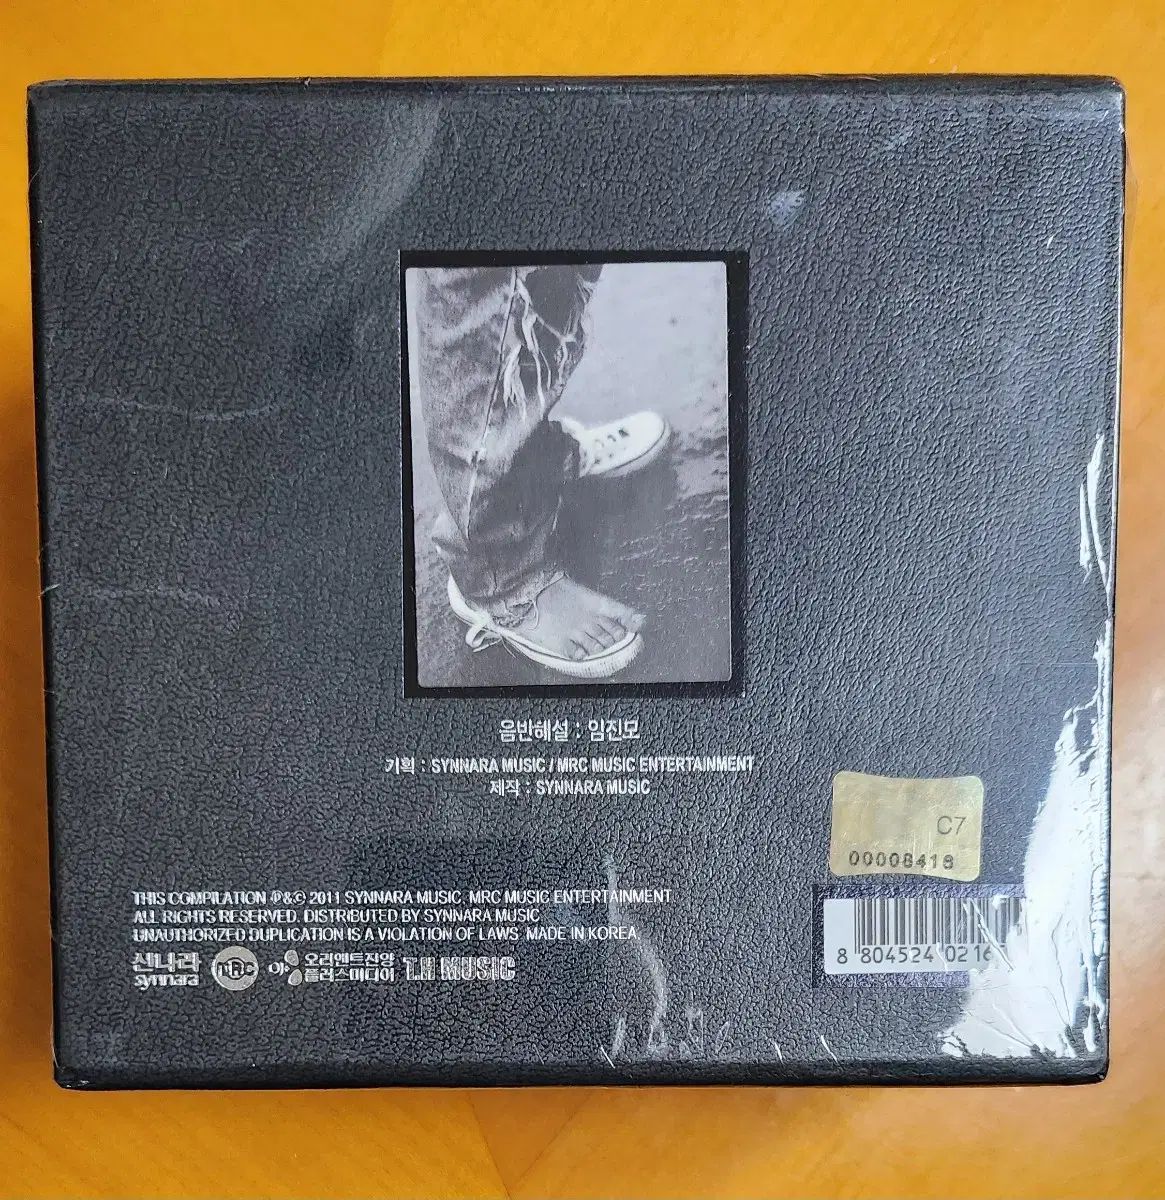 음반해설 : 임진모
기획 : SYNNARA MUSIC / MRC MUSIC ENTERTAINMENT
제작 : SYNNARA MUSIC
C7
00008418
THIS COMPILATION ℗&© 2011 SYNNARA MUSIC, MRC MUSIC ENTERTAINMENT
ALL RIGHTS RESERVED. DISTRIBUTED BY SYNNARA MUSIC
UNAUTHORIZED DUPLICATION IS A VIOLATION OF LAWS. MADE IN KOREA
8 804524 0216
신나라
synnara
MRC
오리엔트진양
플러스미디어
T.H MUSIC